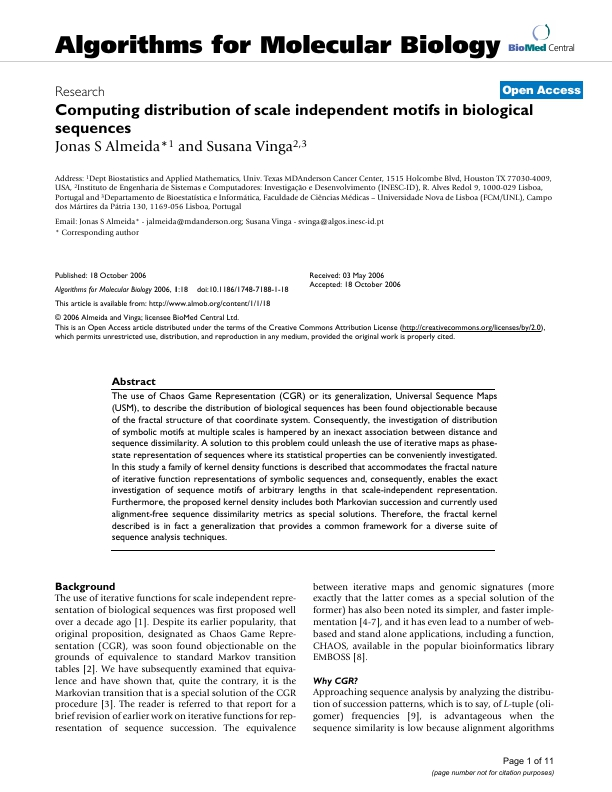 Algorithms for Molecular Biology
BioMed Central
Research
Open Access
Computing distribution of scale independent motifs in biological
sequences
Jonas S Almeida*1 and Susana Vinga2,3
Address: 1Dept Biostatistics and Applied Mathematics, Univ. Texas MDAnderson Cancer Center, 1515 Holcombe Blvd, Houston TX 77030-4009,
USA, 2Instituto de Engenharia de Sistemas e Computadores: Investigação e Desenvolvimento (INESC-ID), R. Alves Redol 9, 1000-029 Lisboa,
Portugal and 3Departamento de Bioestatística e Informática, Faculdade de Ciências Médicas – Universidade Nova de Lisboa (FCM/UNL), Campo
dos Mártires da Pátria 130, 1169-056 Lisboa, Portugal
Email: Jonas S Almeida* - jalmeida@mdanderson.org; Susana Vinga - svinga@algos.inesc-id.pt
* Corresponding author
Published: 18 October 2006
Algorithms for Molecular Biology 2006, 1:18 doi:10.1186/1748-7188-1-18
This article is available from: http://www.almob.org/content/1/1/18
Received: 03 May 2006
Accepted: 18 October 2006
© 2006 Almeida and Vinga; licensee BioMed Central Ltd.
This is an Open Access article distributed under the terms of the Creative Commons Attribution License (http://creativecommons.org/licenses/by/2.0),
which permits unrestricted use, distribution, and reproduction in any medium, provided the original work is properly cited.
Abstract
The use of Chaos Game Representation (CGR) or its generalization, Universal Sequence Maps
(USM), to describe the distribution of biological sequences has been found objectionable because
of the fractal structure of that coordinate system. Consequently, the investigation of distribution
of symbolic motifs at multiple scales is hampered by an inexact association between distance and
sequence dissimilarity. A solution to this problem could unleash the use of iterative maps as phase-
state representation of sequences where its statistical properties can be conveniently investigated.
In this study a family of kernel density functions is described that accommodates the fractal nature
of iterative function representations of symbolic sequences and, consequently, enables the exact
investigation of sequence motifs of arbitrary lengths in that scale-independent representation.
Furthermore, the proposed kernel density includes both Markovian succession and currently used
alignment-free sequence dissimilarity metrics as special solutions. Therefore, the fractal kernel
described is in fact a generalization that provides a common framework for a diverse suite of
sequence analysis techniques.
Background
The use of iterative functions for scale independent repre-
sentation of biological sequences was first proposed well
over a decade ago [1]. Despite its earlier popularity, that
original proposition, designated as Chaos Game Repre-
sentation (CGR), was soon found objectionable on the
grounds of equivalence to standard Markov transition
tables [2]. We have subsequently examined that equiva-
lence and have shown that, quite the contrary, it is the
Markovian transition that is a special solution of the CGR
procedure [3]. The reader is referred to that report for a
brief revision of earlier work on iterative functions for rep-
resentation of sequence succession. The equivalence
between iterative maps and genomic signatures (more
exactly that the latter comes as a special solution of the
former) has also been noted its simpler, and faster imple-
mentation [4-7], and it has even lead to a number of web-
based and stand alone applications, including a function,
CHAOS, available in the popular bioinformatics library
EMBOSS [8].
Why CGR?
Approaching sequence analysis by analyzing the distribu-
tion of succession patterns, which is to say, of L-tuple (oli-
gomer) frequencies [9], is advantageous when the
sequence similarity is low because alignment algorithms
Page 1 of 11
(page number not for citation purposes)